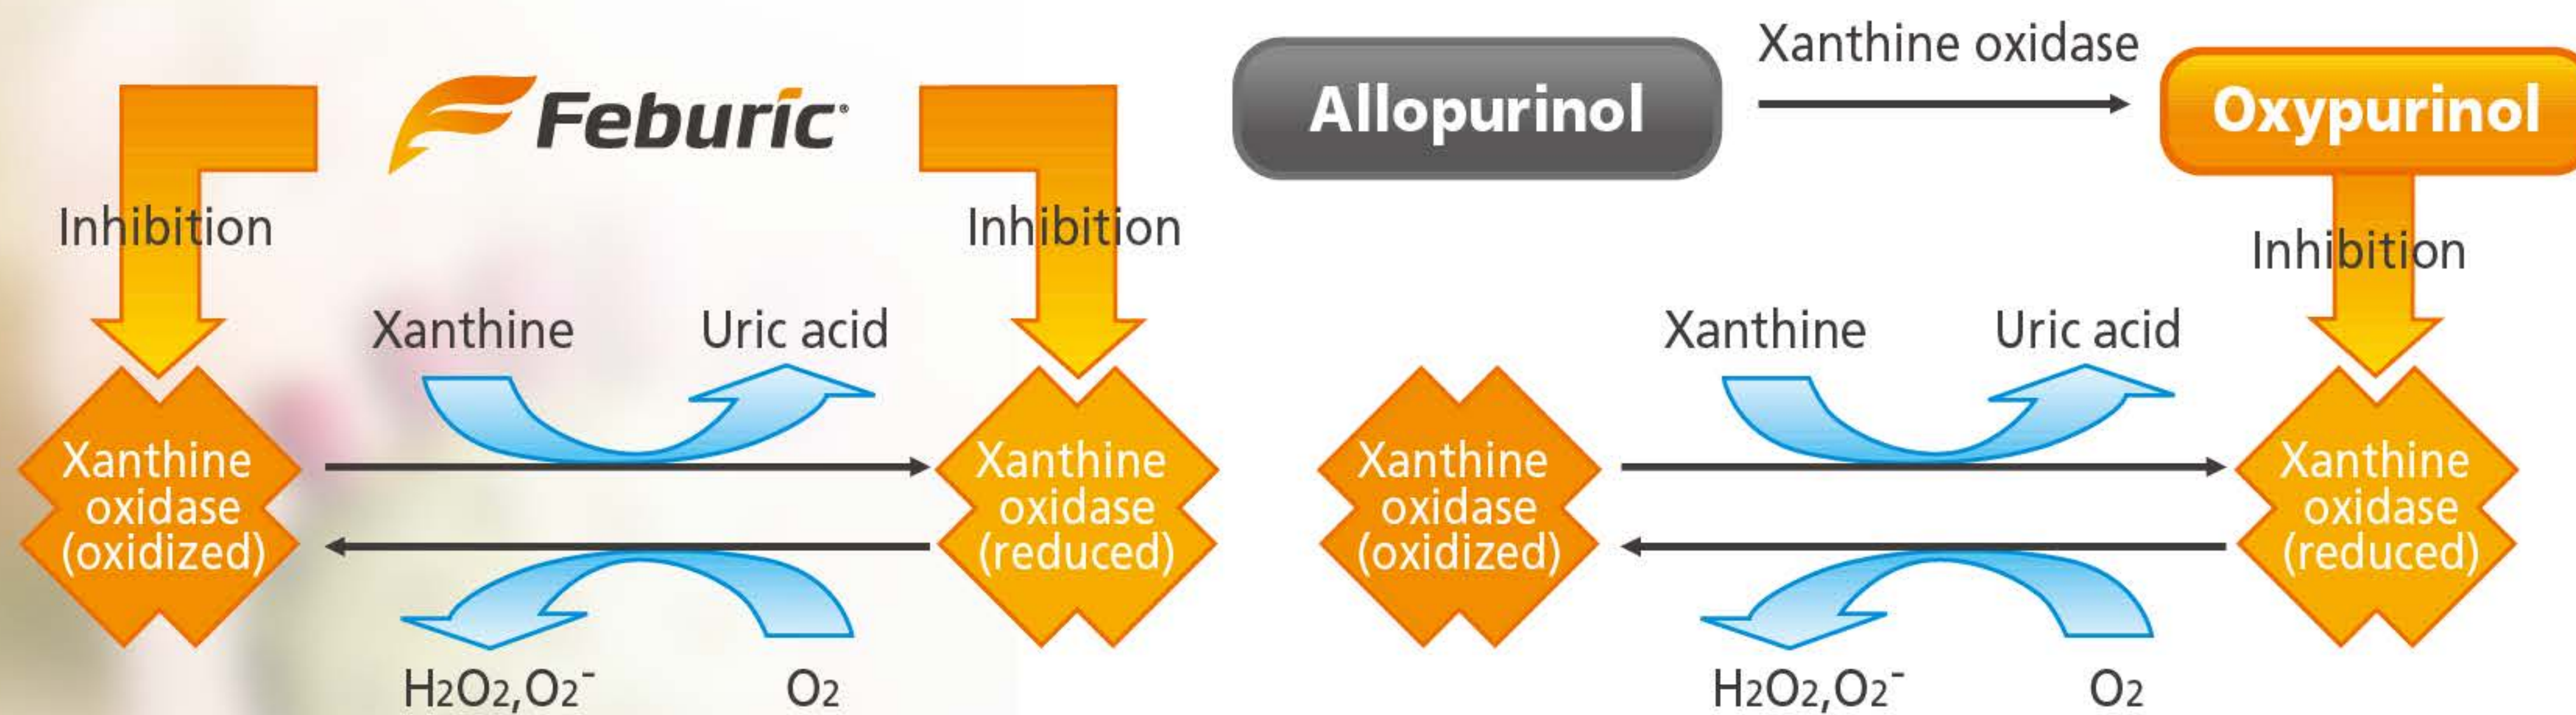 Feburic®
Inhibition
Inhibition
Xanthine
Uric acid
Xanthine
oxidase
(oxidized)
Xanthine
oxidase
(reduced)
H2O2,O2⁻
O2
Allopurinol
Xanthine oxidase
Oxypurinol
Inhibition
Xanthine
Uric acid
Xanthine
oxidase
(oxidized)
Xanthine
oxidase
(reduced)
H2O2,O2⁻
O2